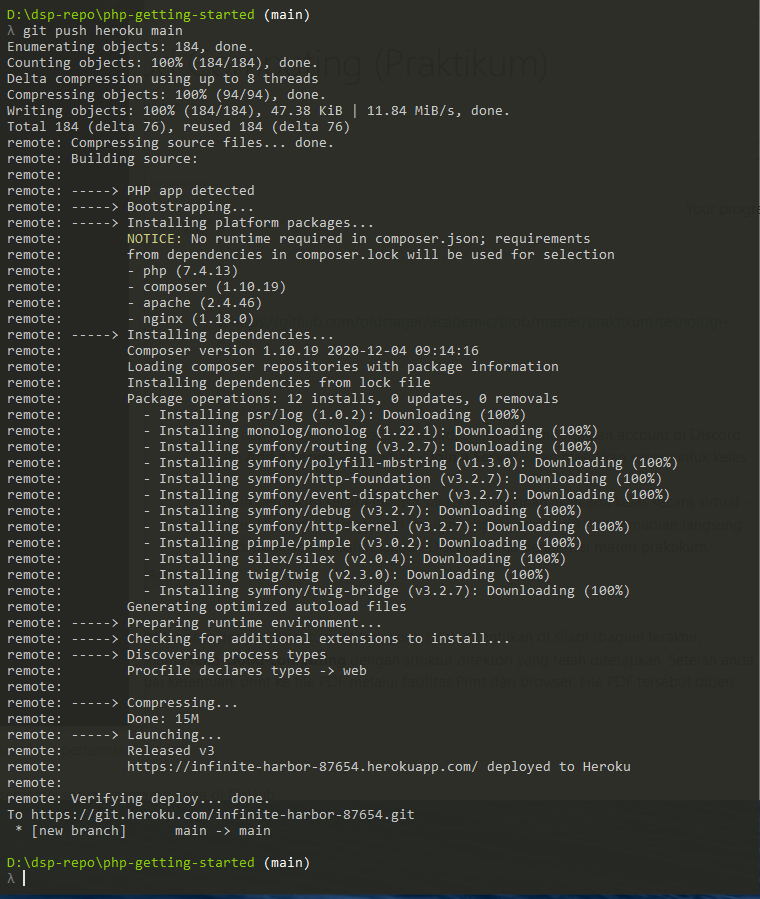 D:\dsp-repo\php-getting-started (main)
λ git push heroku main
Enumerating objects: 184, done.
Counting objects: 100% (184/184), done.
Delta compression using up to 8 threads
Compressing objects: 100% (94/94), done.
Writing objects: 100% (184/184), 47.38 KiB | 11.84 MiB/s, done.
Total 184 (delta 76), reused 184 (delta 76)
remote: Compressing source files... done.
remote: Building source:
remote:
remote: -----> PHP app detected
remote: -----> Bootstrapping...
remote: -----> Installing platform packages...
remote:        NOTICE: No runtime required in composer.json; requirements
remote:        from dependencies in composer.lock will be used for selection
remote:        - php (7.4.13)
remote:        - composer (1.10.19)
remote:        - apache (2.4.46)
remote:        - nginx (1.18.0)
remote: -----> Installing dependencies...
remote:        Composer version 1.10.19 2020-12-04 09:14:16
remote:        Loading composer repositories with package information
remote:        Installing dependencies from lock file
remote:        Package operations: 12 installs, 0 updates, 0 removals
remote:          - Installing psr/log (1.0.2): Downloading (100%)
remote:          - Installing monolog/monolog (1.22.1): Downloading (100%)
remote:          - Installing symfony/routing (v3.2.7): Downloading (100%)
remote:          - Installing symfony/polyfill-mbstring (v1.3.0): Downloading (100%)
remote:          - Installing symfony/http-foundation (v3.2.7): Downloading (100%)
remote:          - Installing symfony/event-dispatcher (v3.2.7): Downloading (100%)
remote:          - Installing symfony/debug (v3.2.7): Downloading (100%)
remote:          - Installing symfony/http-kernel (v3.2.7): Downloading (100%)
remote:          - Installing pimple/pimple (v3.0.2): Downloading (100%)
remote:          - Installing silex/silex (v2.0.4): Downloading (100%)
remote:          - Installing twig/twig (v2.3.0): Downloading (100%)
remote:          - Installing symfony/twig-bridge (v3.2.7): Downloading (100%)
remote:        Generating optimized autoload files
remote: -----> Preparing runtime environment...
remote: -----> Checking for additional extensions to install...
remote: -----> Discovering process types
remote:        Procfile declares types -> web
remote:
remote: -----> Compressing...
remote:        Done: 15M
remote: -----> Launching...
remote:        Released v3
remote:        https://infinite-harbor-87654.herokuapp.com/ deployed to Heroku
remote:
remote: Verifying deploy... done.
To https://git.heroku.com/infinite-harbor-87654.git
 * [new branch]      main -> main
D:\dsp-repo\php-getting-started (main)
λ